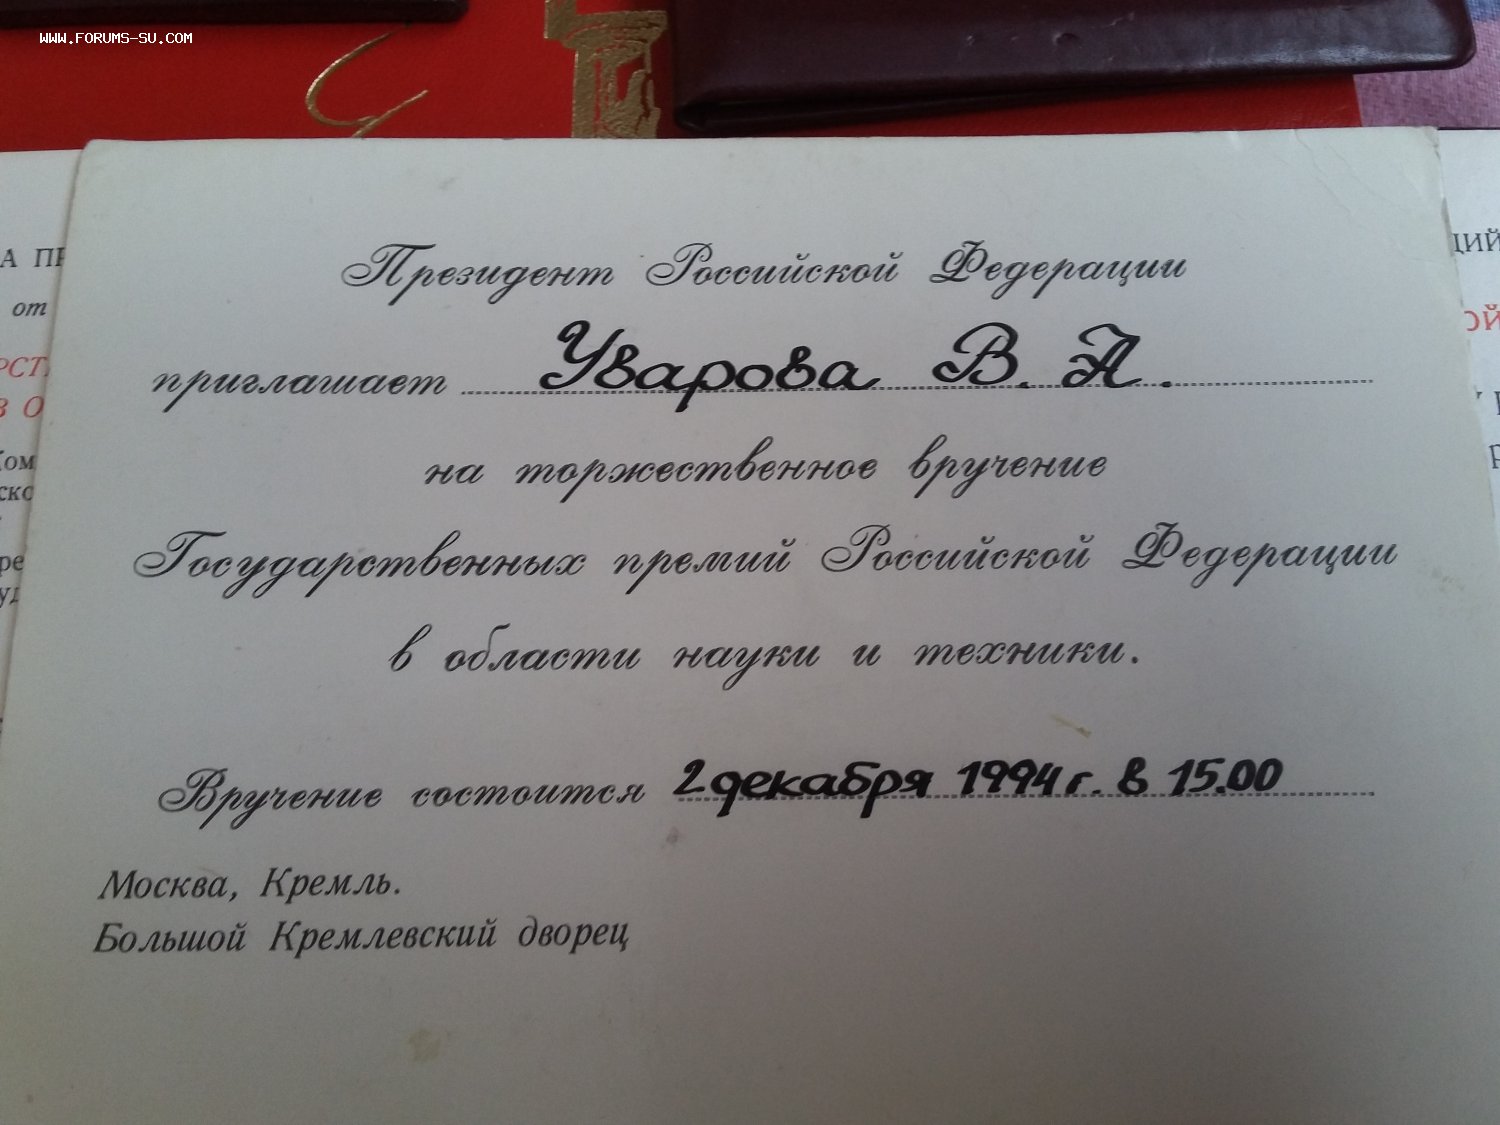 WWW.FORUMS-SU.COM
Президент Российской Федерации
приглашает Уварова В. А.
на торжественное вручение
Государственных премий Российской Федерации
в области науки и техники.
Вручение состоится 2 декабря 1994 г. в 15.00
Москва, Кремль.
Большой Кремлевский дворец
от